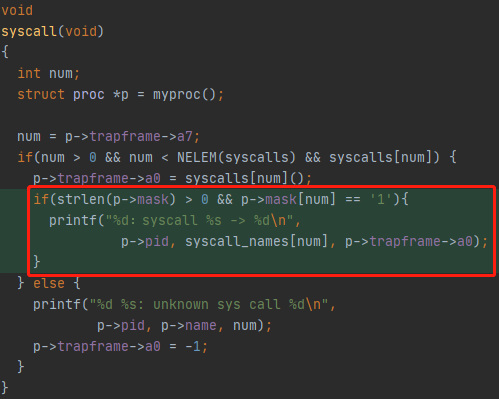 void
syscall(void)
{
  int num;
  struct proc *p = myproc();

  num = p->trapframe->a7;
  if(num > 0 && num < NELEM(syscalls) && syscalls[num]) {
    p->trapframe->a0 = syscalls[num]();
    if(strlen(p->mask) > 0 && p->mask[num] == '1'){
      printf("%d: syscall %s -> %d\n",
              p->pid, syscall_names[num], p->trapframe->a0);
    }
  } else {
    printf("%d %s: unknown sys call %d\n",
            p->pid, p->name, num);
    p->trapframe->a0 = -1;
  }
}